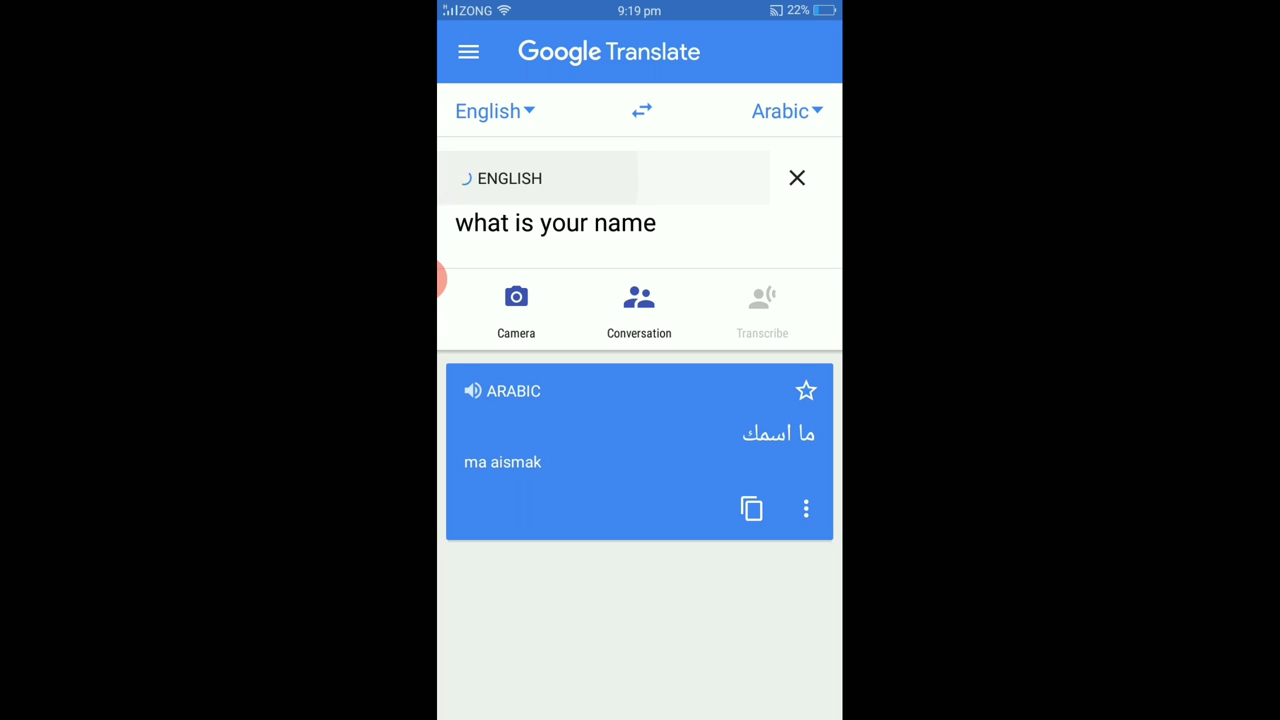 ZONG 9:19 pm 22%
Google Translate
English Arabic
ENGLISH
what is your name
Camera Conversation Transcribe
ARABIC
ما اسمك
ma aismak